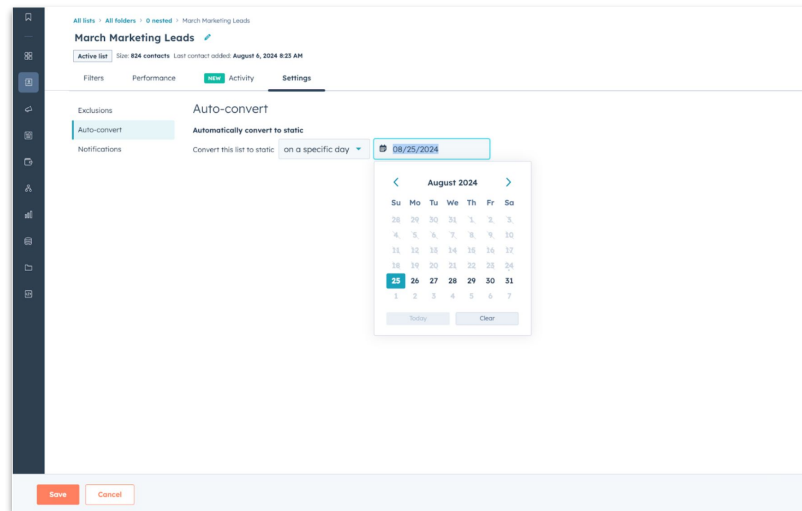 All lists > All folders > 0 nested > March Marketing Leads
March Marketing Leads
Active list Size: 824 contacts Last contact added: August 6, 2024 8:23 AM
Filters Performance NEW Activity Settings
Exclusions
Auto-convert
Notifications
Auto-convert
Automatically convert to static
Convert this list to static on a specific day 08/25/2024
August 2024
Su Mo Tu We Th Fr Sa
28 29 30 31 1 2 3
4 5 6 7 8 9 10
11 12 13 14 15 16 17
18 19 20 21 22 23 24
25 26 27 28 29 30 31
1 2 3 4 5 6 7
Today Clear
Save Cancel